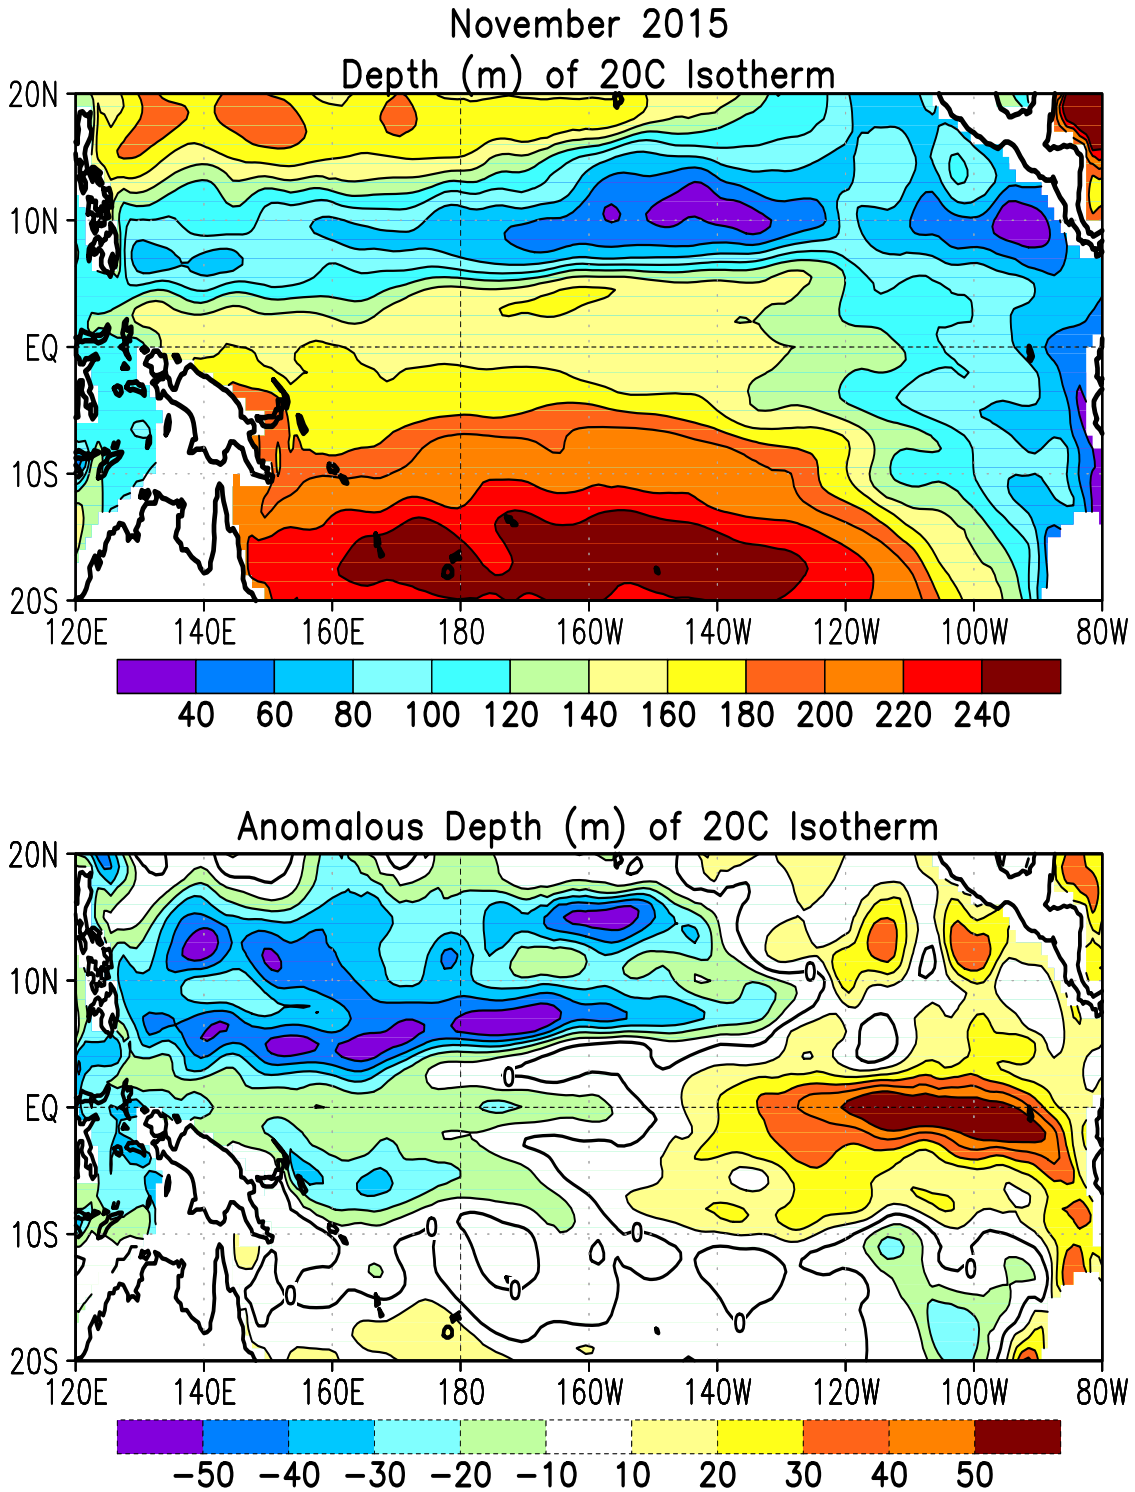 November 2015
Depth (m) of 20C Isotherm
20N
10N
EQ
10S
20S
120E 140E 160E 180 160W 140W 120W 100W 80W
40 60 80 100 120 140 160 180 200 220 240
Anomalous Depth (m) of 20C Isotherm
20N
0
10N
0
EQ
0 0
10S
0
0 0
0
20S
120E 140E 160E 180 160W 140W 120W 100W 80W
−50 −40 −30 −20 −10 10 20 30 40 50